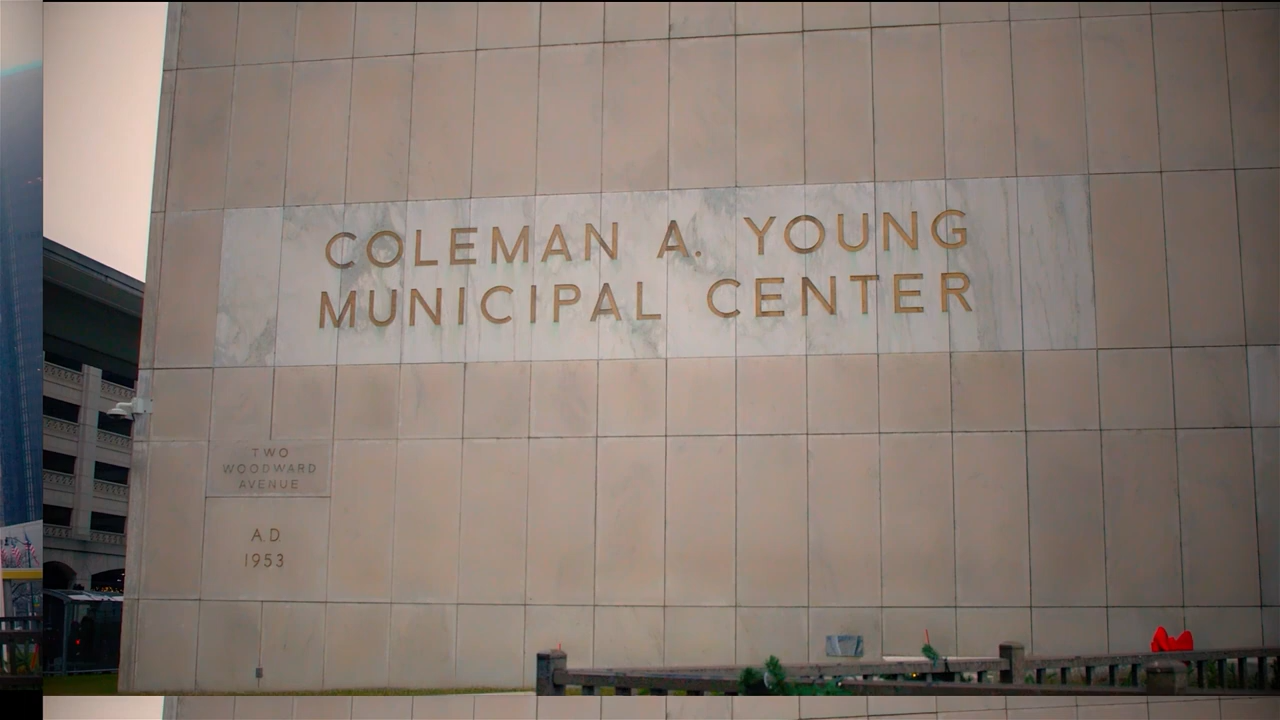 COLEMAN A. YOUNG
MUNICIPAL CENTER
TWO
WOODWARD
AVENUE
A.D.
1953